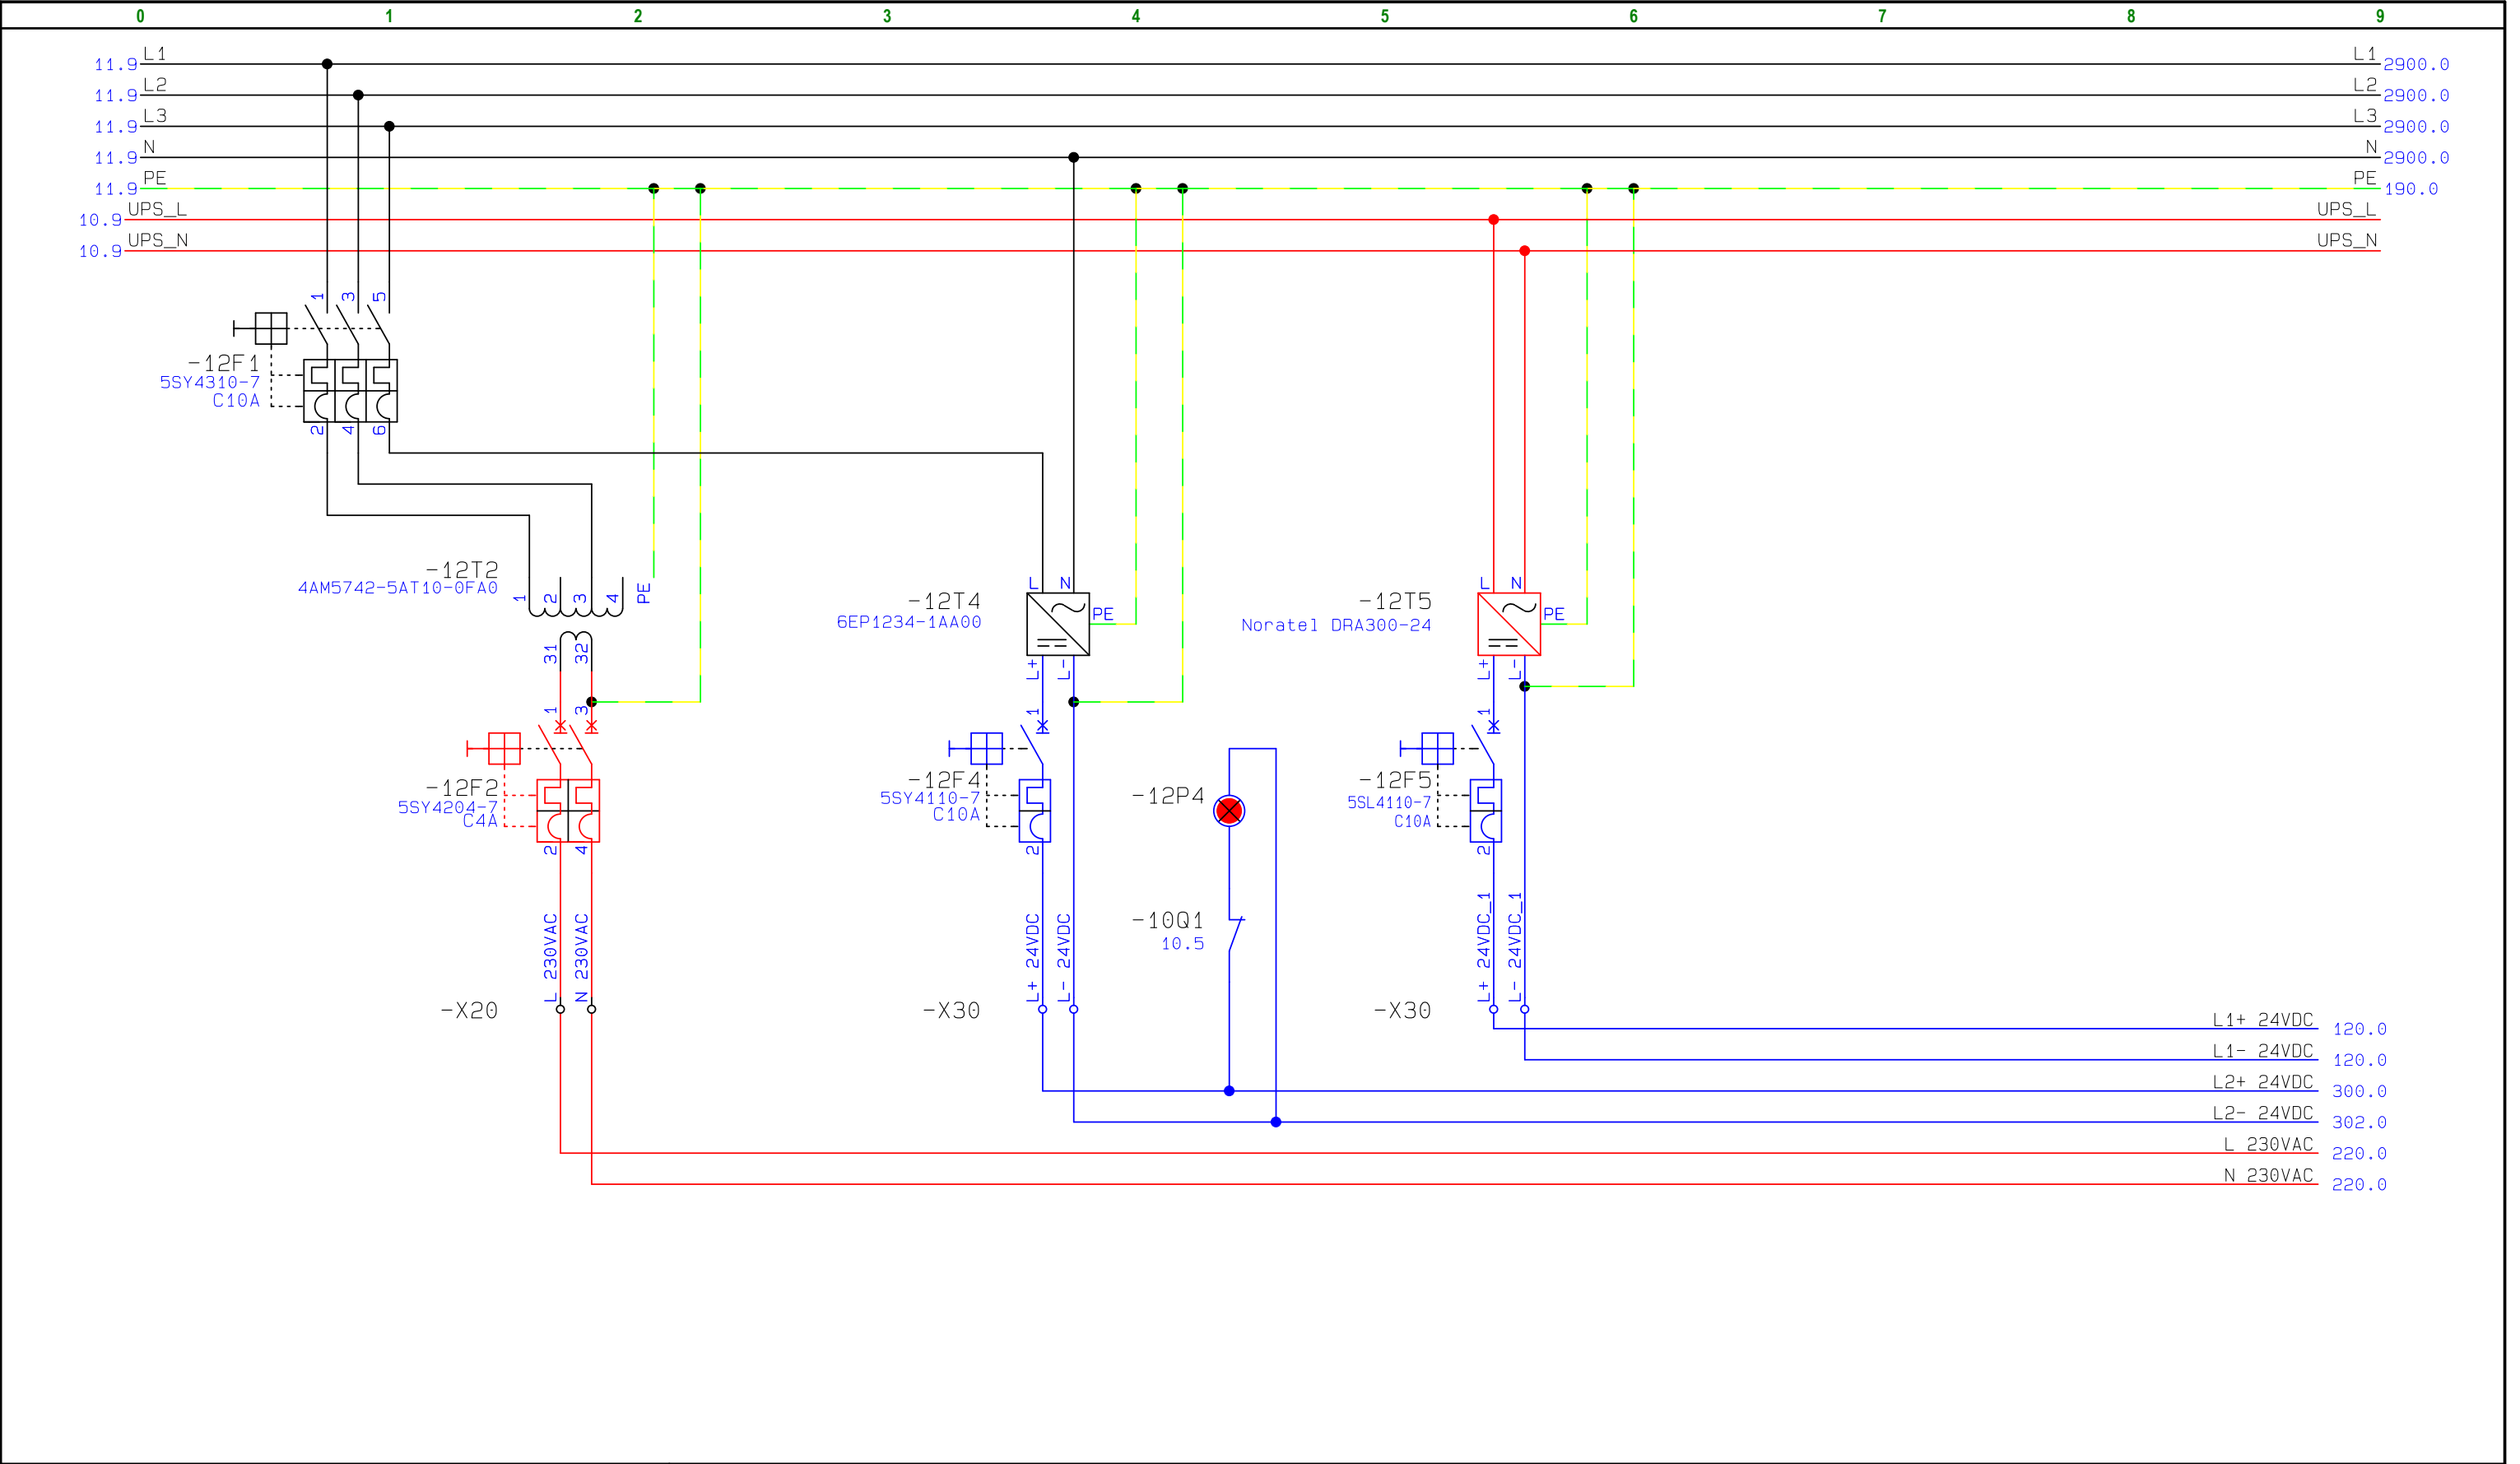 0 1 2 3 4 5 6 7 8 9
11.9 L1 L1 2900.0
11.9 L2 L2 2900.0
11.9 L3 L3 2900.0
11.9 N N 2900.0
11.9 PE PE 190.0
10.9 UPS_L UPS_L
10.9 UPS_N UPS_N
1 3 5
-12F1
5SY4310-7
C10A
2 4 6
-12T2
4AM5742-5AT10-0FA0
1 2 3 4 PE
31 32
-12T4
6EP1234-1AA00
L N
PE
L+ L-
-12T5
Noratel DRA300-24
L N
PE
L+ L-
1 3
-12F2
5SY4204-7
C4A
2 4
1
-12F4
5SY4110-7
C10A
2
-12P4
1
-12F5
5SL4110-7
C10A
2
-10Q1
10.5
L 230VAC
N 230VAC
L+ 24VDC
L- 24VDC
L+ 24VDC_1
L- 24VDC_1
-X20
-X30
-X30
L1+ 24VDC 120.0
L1- 24VDC 120.0
L2+ 24VDC 300.0
L2- 24VDC 302.0
L 230VAC 220.0
N 230VAC 220.0